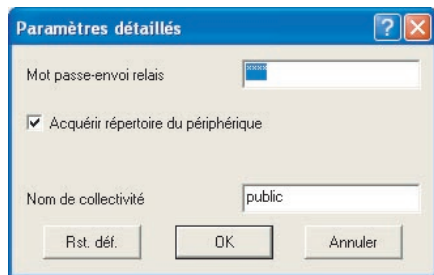 Paramètres détaillés
Mot passe-envoi relais ****
Acquérir répertoire du périphérique
Nom de collectivité public
Rst. déf. OK Annuler